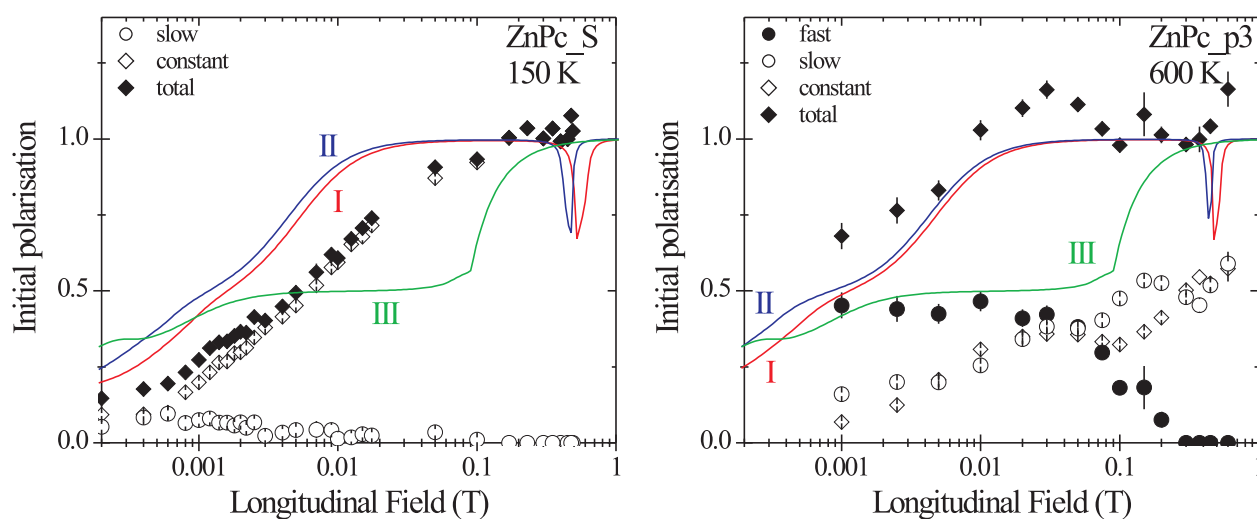 slow
constant
total
ZnPc_S
150 K
II
I
III
Initial polarisation
1.0
0.5
0.0
0.001
0.01
0.1
1
Longitudinal Field (T)
fast
slow
constant
total
ZnPc_p3
600 K
III
II
I
Initial polarisation
1.0
0.5
0.0
0.001
0.01
0.1
1
Longitudinal Field (T)